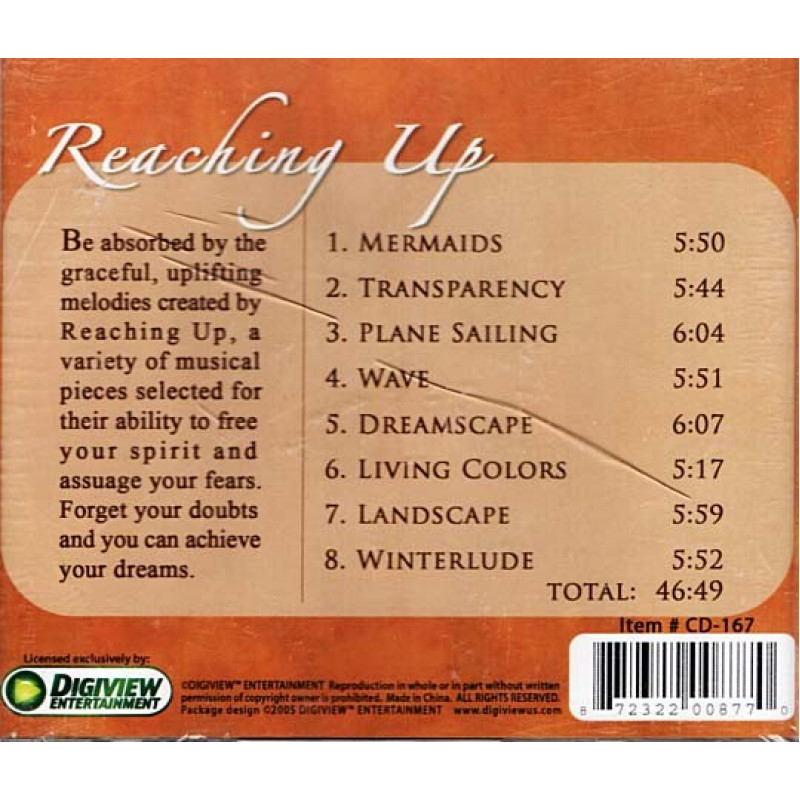 Reaching Up
Be absorbed by the
graceful, uplifting
melodies created by
Reaching Up, a
variety of musical
pieces selected for
their ability to free
your spirit and
assuage your fears.
Forget your doubts
and you can achieve
your dreams.
1. MERMAIDS 5:50
2. TRANSPARENCY 5:44
3. PLANE SAILING 6:04
4. WAVE 5:51
5. DREAMSCAPE 6:07
6. LIVING COLORS 5:17
7. LANDSCAPE 5:59
8. WINTERLUDE 5:52
TOTAL: 46:49
Item # CD-167
Licensed exclusively by:
DIGIVIEW
ENTERTAINMENT
©DIGIVIEW™ ENTERTAINMENT Reproduction in whole or in part without written
permission of copyright owner is prohibited. Made in China. ALL RIGHTS RESERVED.
Package design ©2005 DIGIVIEW™ ENTERTAINMENT www.digiviewus.com
8 72322 00877 0